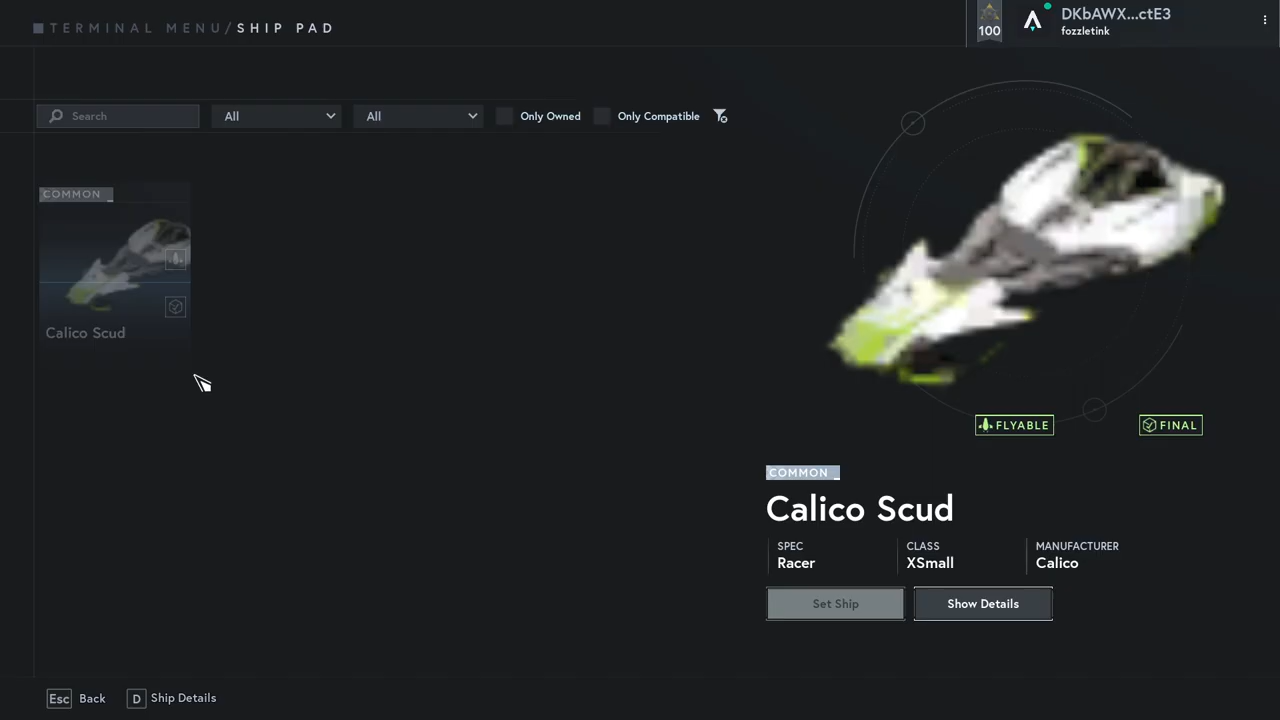 TERMINAL MENU/SHIP PAD
100
DKbAWX...ctE3
fozzletink
Search
All
All
Only Owned
Only Compatible
COMMON _
Calico Scud
FLYABLE
FINAL
COMMON _
Calico Scud
SPEC
Racer
CLASS
XSmall
MANUFACTURER
Calico
Set Ship
Show Details
Esc Back
D Ship Details